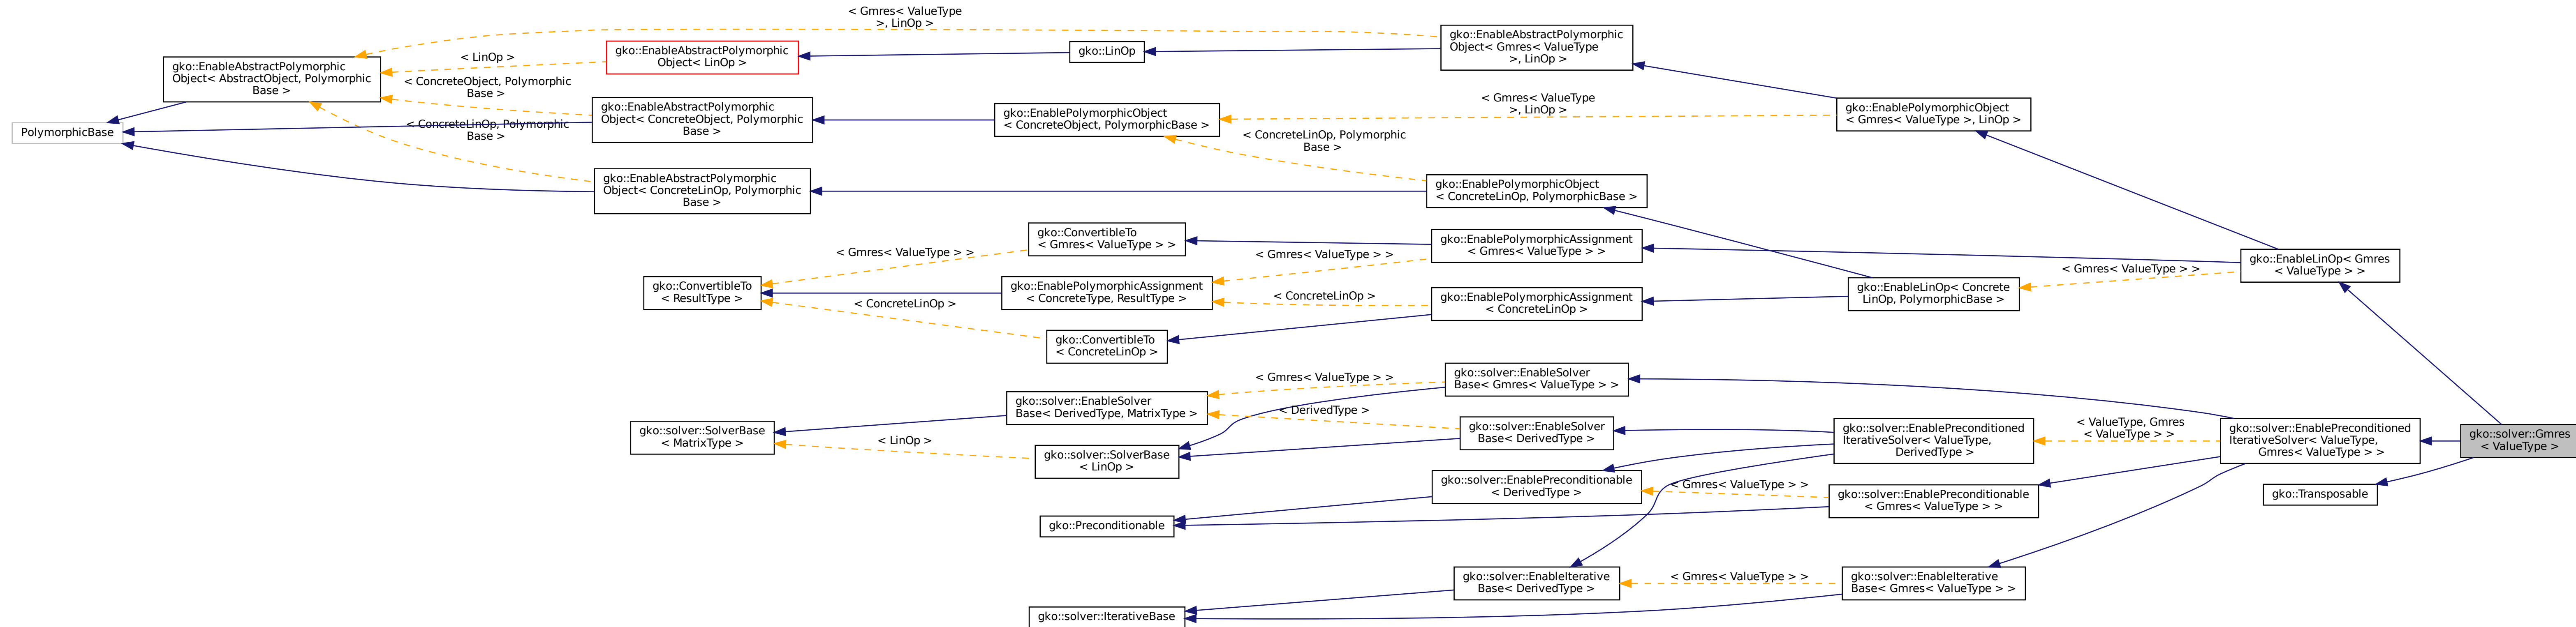 < Gmres< ValueType
>, LinOp >
gko::EnableAbstractPolymorphic
Object< Gmres< ValueType
>, LinOp >
gko::EnableAbstractPolymorphic
Object< LinOp >
gko::LinOp
< LinOp >
gko::EnableAbstractPolymorphic
Object< AbstractObject, Polymorphic
Base >
< ConcreteObject, Polymorphic
Base >
gko::EnableAbstractPolymorphic
Object< ConcreteObject, Polymorphic
Base >
gko::EnablePolymorphicObject
< ConcreteObject, PolymorphicBase >
< Gmres< ValueType
>, LinOp >
gko::EnablePolymorphicObject
< Gmres< ValueType >, LinOp >
PolymorphicBase
< ConcreteLinOp, Polymorphic
Base >
< ConcreteLinOp, Polymorphic
Base >
gko::EnableAbstractPolymorphic
Object< ConcreteLinOp, Polymorphic
Base >
gko::EnablePolymorphicObject
< ConcreteLinOp, PolymorphicBase >
gko::ConvertibleTo
< Gmres< ValueType > >
gko::EnablePolymorphicAssignment
< Gmres< ValueType > >
< Gmres< ValueType > >
< Gmres< ValueType > >
gko::EnableLinOp< Gmres
< ValueType > >
< Gmres< ValueType > >
gko::ConvertibleTo
< ResultType >
gko::EnablePolymorphicAssignment
< ConcreteType, ResultType >
gko::EnableLinOp< Concrete
LinOp, PolymorphicBase >
< ConcreteLinOp >
< ConcreteLinOp >
gko::EnablePolymorphicAssignment
< ConcreteLinOp >
gko::ConvertibleTo
< ConcreteLinOp >
gko::solver::EnableSolver
Base< Gmres< ValueType > >
< Gmres< ValueType > >
gko::solver::EnableSolver
Base< DerivedType, MatrixType >
< DerivedType >
gko::solver::SolverBase
< MatrixType >
< LinOp >
gko::solver::SolverBase
< LinOp >
gko::solver::EnableSolver
Base< DerivedType >
gko::solver::EnablePreconditioned
IterativeSolver< ValueType,
DerivedType >
< ValueType, Gmres
< ValueType > >
gko::solver::EnablePreconditioned
IterativeSolver< ValueType,
Gmres< ValueType > >
gko::solver::Gmres
< ValueType >
gko::solver::EnablePreconditionable
< DerivedType >
< Gmres< ValueType > >
gko::solver::EnablePreconditionable
< Gmres< ValueType > >
gko::Transposable
gko::Preconditionable
gko::solver::EnableIterative
Base< DerivedType >
< Gmres< ValueType > >
gko::solver::EnableIterative
Base< Gmres< ValueType > >
gko::solver::IterativeBase